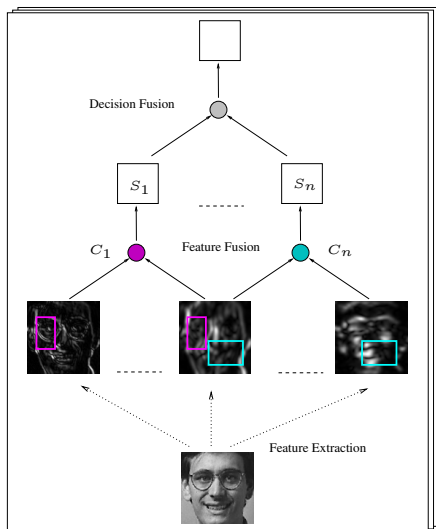 Decision Fusion
S1
Sn
C1
Feature Fusion
Cn
Feature Extraction